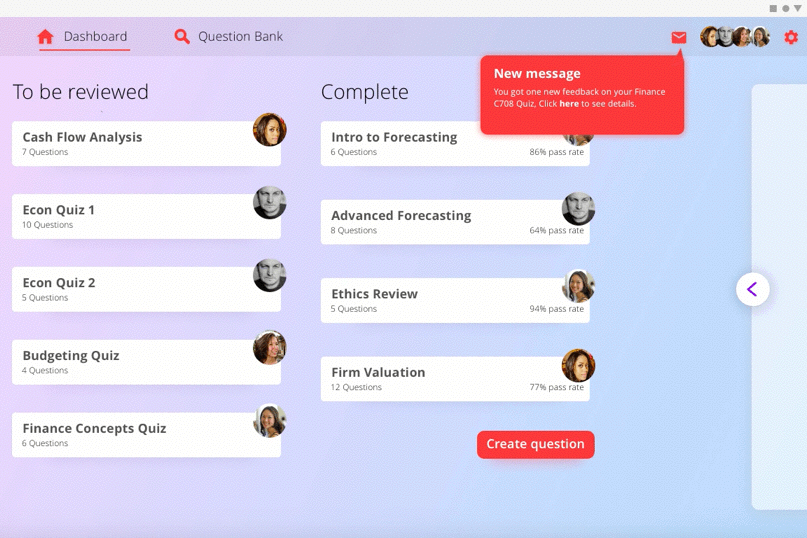 Dashboard
Question Bank
New message
You got one new feedback on your Finance
C708 Quiz, Click here to see details.
To be reviewed
Cash Flow Analysis
7 Questions
Econ Quiz 1
10 Questions
Econ Quiz 2
5 Questions
Budgeting Quiz
4 Questions
Finance Concepts Quiz
6 Questions
Complete
Intro to Forecasting
6 Questions
86% pass rate
Advanced Forecasting
8 Questions
64% pass rate
Ethics Review
5 Questions
94% pass rate
Firm Valuation
12 Questions
77% pass rate
Create question